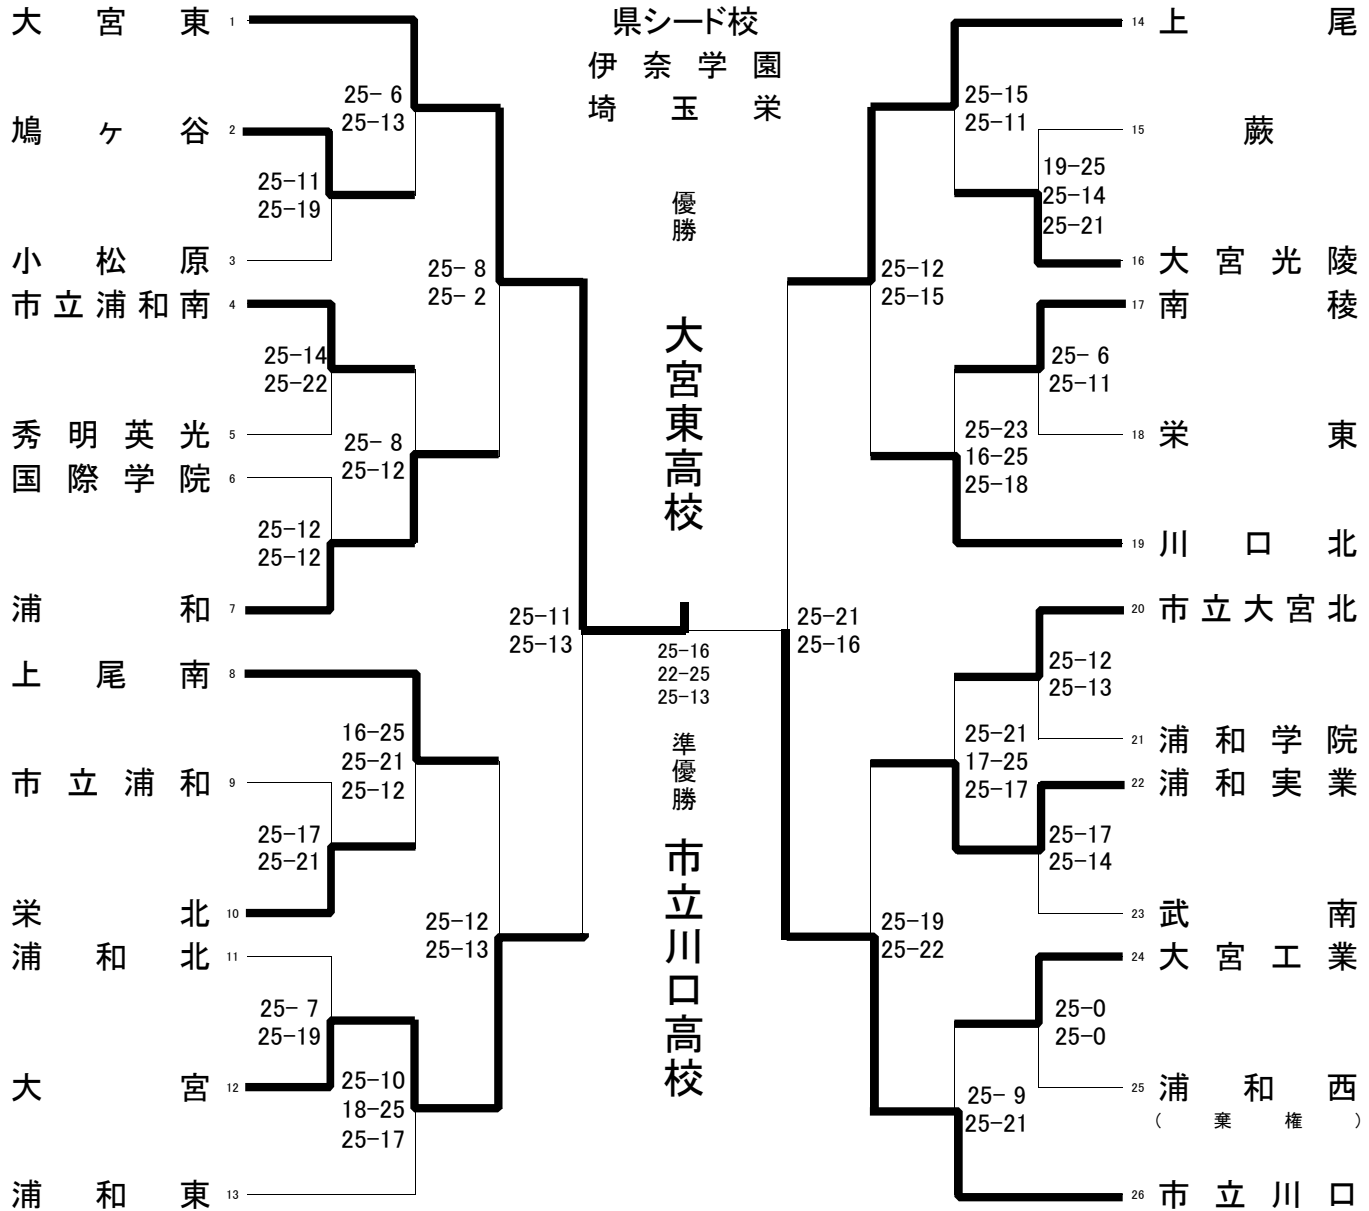 県シード校
伊奈学園
埼玉栄
優勝
大宮東高校
25-16
22-25
25-13
準優勝
市立川口高校
大宮東 1
25- 6
25-13
鳩ヶ谷 2
25-11
25-19
小松原 3
25- 8
25- 2
市立浦和南 4
25-14
25-22
秀明英光 5
25- 8
25-12
国際学院 6
25-12
25-12
浦和 7
25-11
25-13
上尾南 8
16-25
25-21
25-12
市立浦和 9
25-17
25-21
栄北 10
25-12
25-13
浦和北 11
25- 7
25-19
大宮 12
25-10
18-25
25-17
浦和東 13
14 上尾
25-15
25-11
15 蕨
19-25
25-14
25-21
16 大宮光陵
25-12
25-15
17 南稜
25- 6
25-11
18 栄東
25-23
16-25
25-18
19 川口北
25-21
25-16
20 市立大宮北
25-12
25-13
21 浦和学院
25-21
17-25
25-17
22 浦和実業
25-17
25-14
23 武南
25-19
25-22
24 大宮工業
25-0
25-0
25 浦和西
(棄権)
25- 9
25-21
26 市立川口